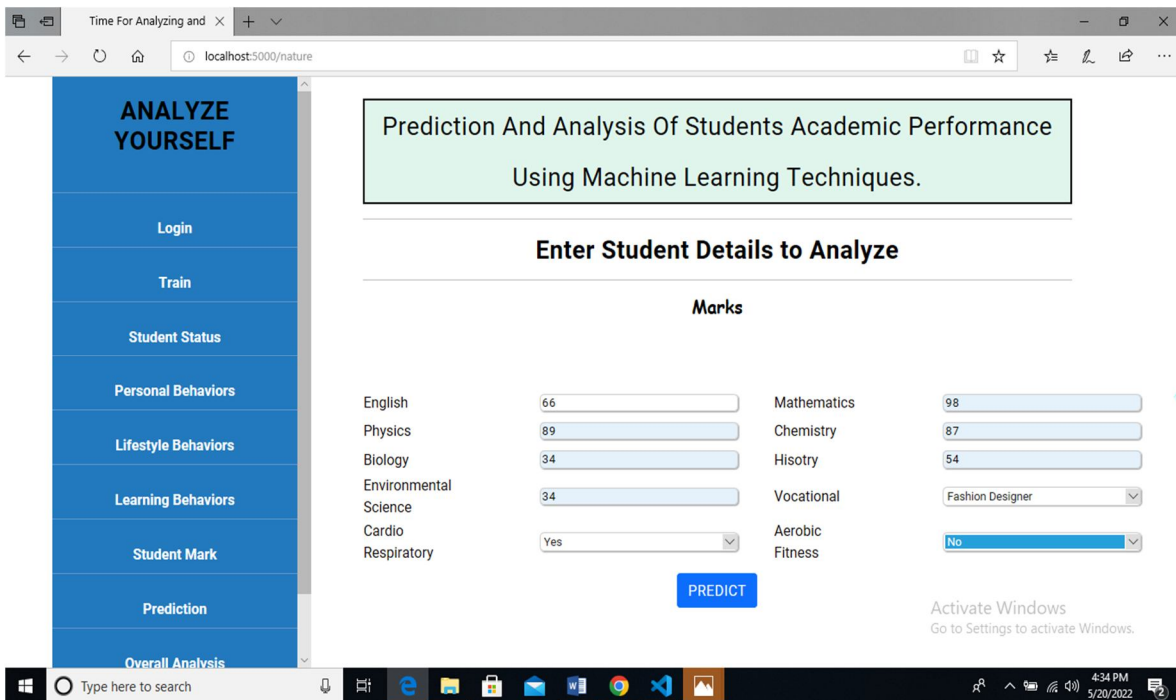 Time For Analyzing and
localhost:5000/nature
ANALYZE
YOURSELF
Login
Train
Student Status
Personal Behaviors
Lifestyle Behaviors
Learning Behaviors
Student Mark
Prediction
Overall Analysis
Prediction And Analysis Of Students Academic Performance
Using Machine Learning Techniques.
Enter Student Details to Analyze
Marks
English 66 Mathematics 98
Physics 89 Chemistry 87
Biology 34 Hisotry 54
Environmental
Science 34 Vocational Fashion Designer
Cardio
Respiratory Yes Aerobic
Fitness No
PREDICT
Activate Windows
Go to Settings to activate Windows.
Type here to search
4:34 PM
5/20/2022
2